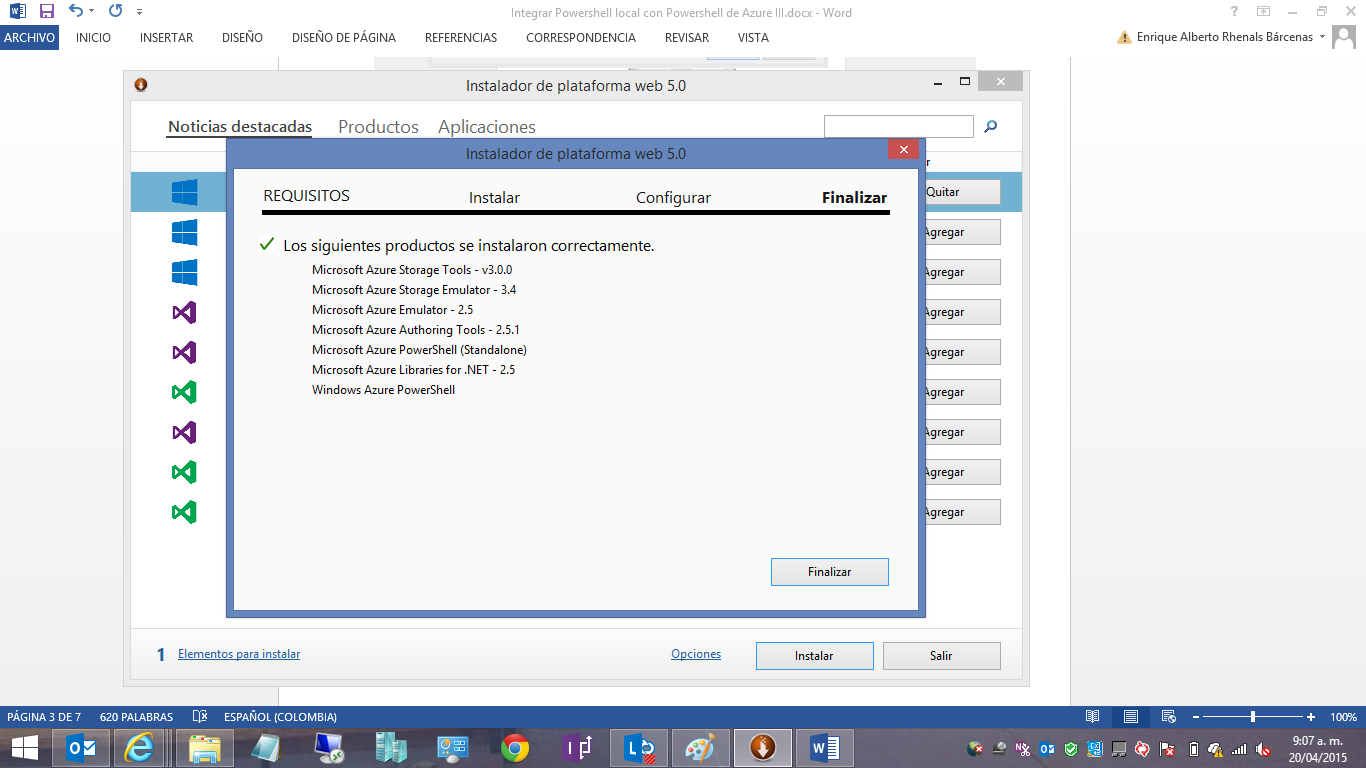 Integrar Powershell local con Powershell de Azure III.docx - Word
ARCHIVO INICIO INSERTAR DISEÑO DISEÑO DE PÁGINA REFERENCIAS CORRESPONDENCIA REVISAR VISTA Enrique Alberto Rhenals Bárcenas
Instalador de plataforma web 5.0
Noticias destacadas Productos Aplicaciones
Instalador de plataforma web 5.0
REQUISITOS Instalar Configurar Finalizar
Quitar
Los siguientes productos se instalaron correctamente.
Microsoft Azure Storage Tools - v3.0.0
Microsoft Azure Storage Emulator - 3.4
Microsoft Azure Emulator - 2.5
Microsoft Azure Authoring Tools - 2.5.1
Microsoft Azure PowerShell (Standalone)
Microsoft Azure Libraries for .NET - 2.5
Windows Azure PowerShell
Agregar
Agregar
Agregar
Agregar
Agregar
Agregar
Agregar
Agregar
Finalizar
1 Elementos para instalar Opciones Instalar Salir
PÁGINA 3 DE 7 620 PALABRAS ESPAÑOL (COLOMBIA) 100%
9:07 a. m.
20/04/2015